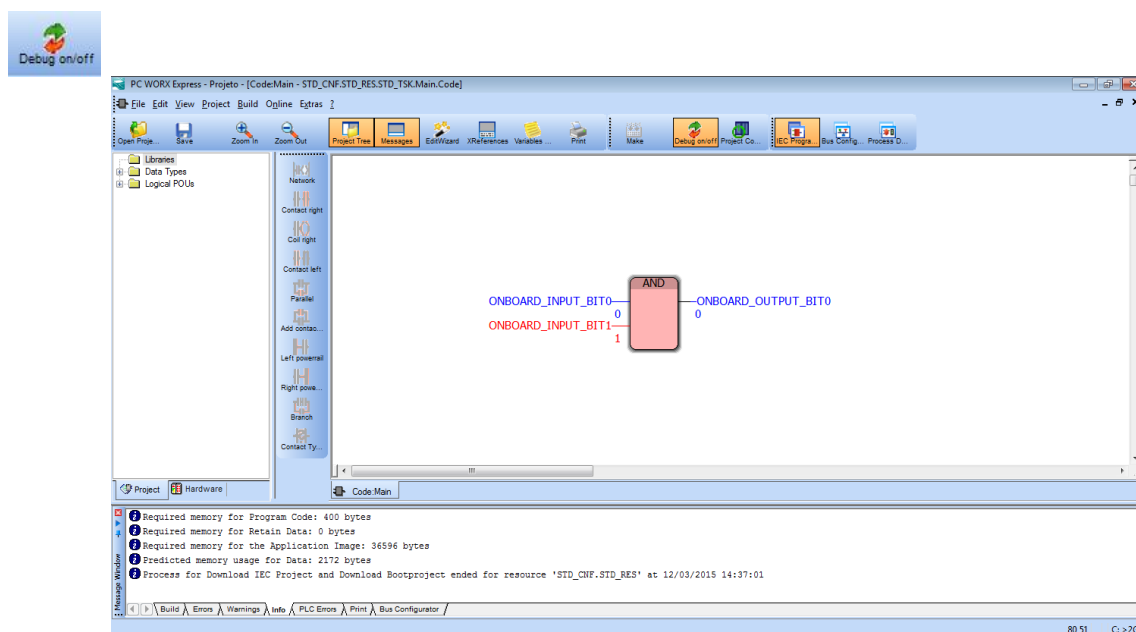 Debug on/off
PC WORX Express - Projeto - [Code:Main - STD_CNF.STD_RES.STD_TSK.Main.Code]
File Edit View Project Build Online Extras ?
Open Proje... Save Zoom In Zoom Out Project Tree Messages EditWizard XReferences Variables ... Print Make Debug on/off Project Co... IEC Progra... Bus Config... Process D...
Libraries
Data Types
Logical POUs
Network
Contact right
Coil right
Contact left
Parallel
Add contac...
Left powerrail
Right powe...
Branch
Contact Ty...
AND
ONBOARD_INPUT_BIT0 ONBOARD_OUTPUT_BIT0
0 0
ONBOARD_INPUT_BIT1
1
Project Hardware
Code:Main
Required memory for Program Code: 400 bytes
Required memory for Retain Data: 0 bytes
Required memory for the Application Image: 36596 bytes
Predicted memory usage for Data: 2172 bytes
Process for Download IEC Project and Download Bootproject ended for resource 'STD_CNF.STD_RES' at 12/03/2015 14:37:01
Message Window
Build Errors Warnings Info PLC Errors Print Bus Configurator
80,51 C: >20